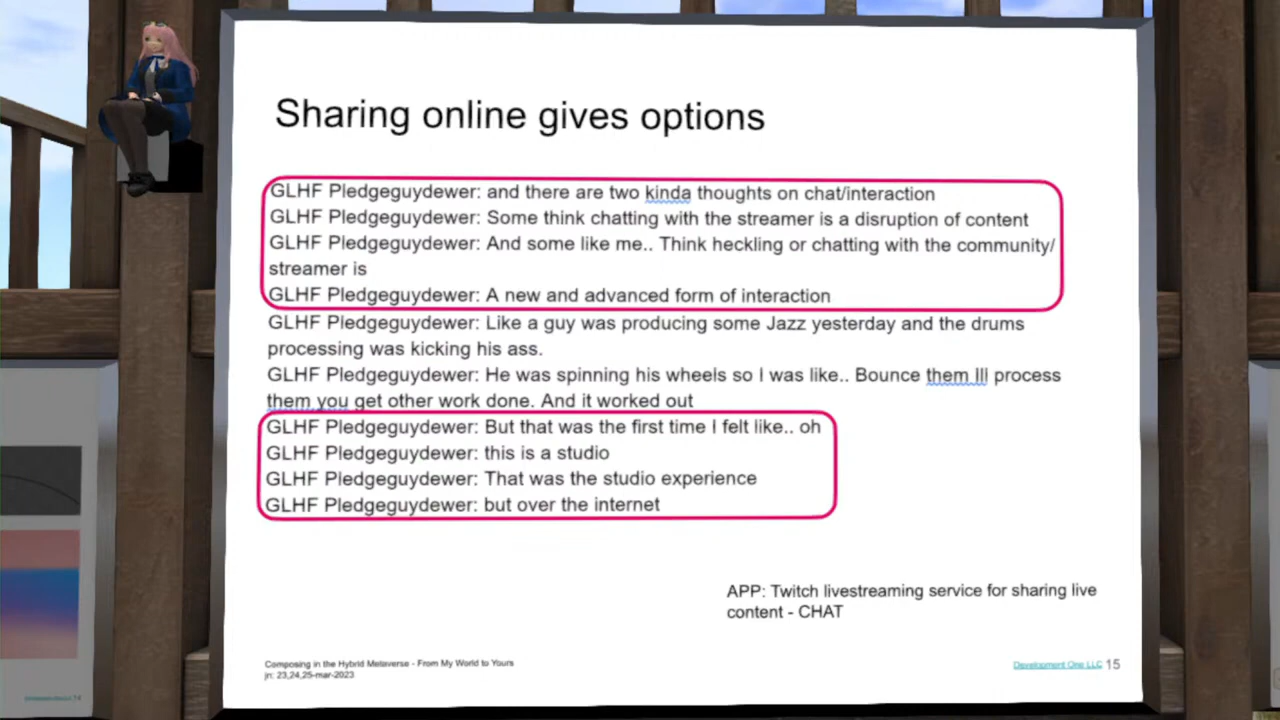 Sharing online gives options
GLHF Pledgeguydewer: and there are two kinda thoughts on chat/interaction
GLHF Pledgeguydewer: Some think chatting with the streamer is a disruption of content
GLHF Pledgeguydewer: And some like me.. Think heckling or chatting with the community/
streamer is
GLHF Pledgeguydewer: A new and advanced form of interaction
GLHF Pledgeguydewer: Like a guy was producing some Jazz yesterday and the drums
processing was kicking his ass.
GLHF Pledgeguydewer: He was spinning his wheels so I was like.. Bounce them Ill process
them you get other work done. And it worked out
GLHF Pledgeguydewer: But that was the first time I felt like.. oh
GLHF Pledgeguydewer: this is a studio
GLHF Pledgeguydewer: That was the studio experience
GLHF Pledgeguydewer: but over the internet
APP: Twitch livestreaming service for sharing live
content - CHAT
Composing in the Hybrid Metaverse - From My World to Yours
jn: 23,24,25-mar-2023
Development One LLC 15